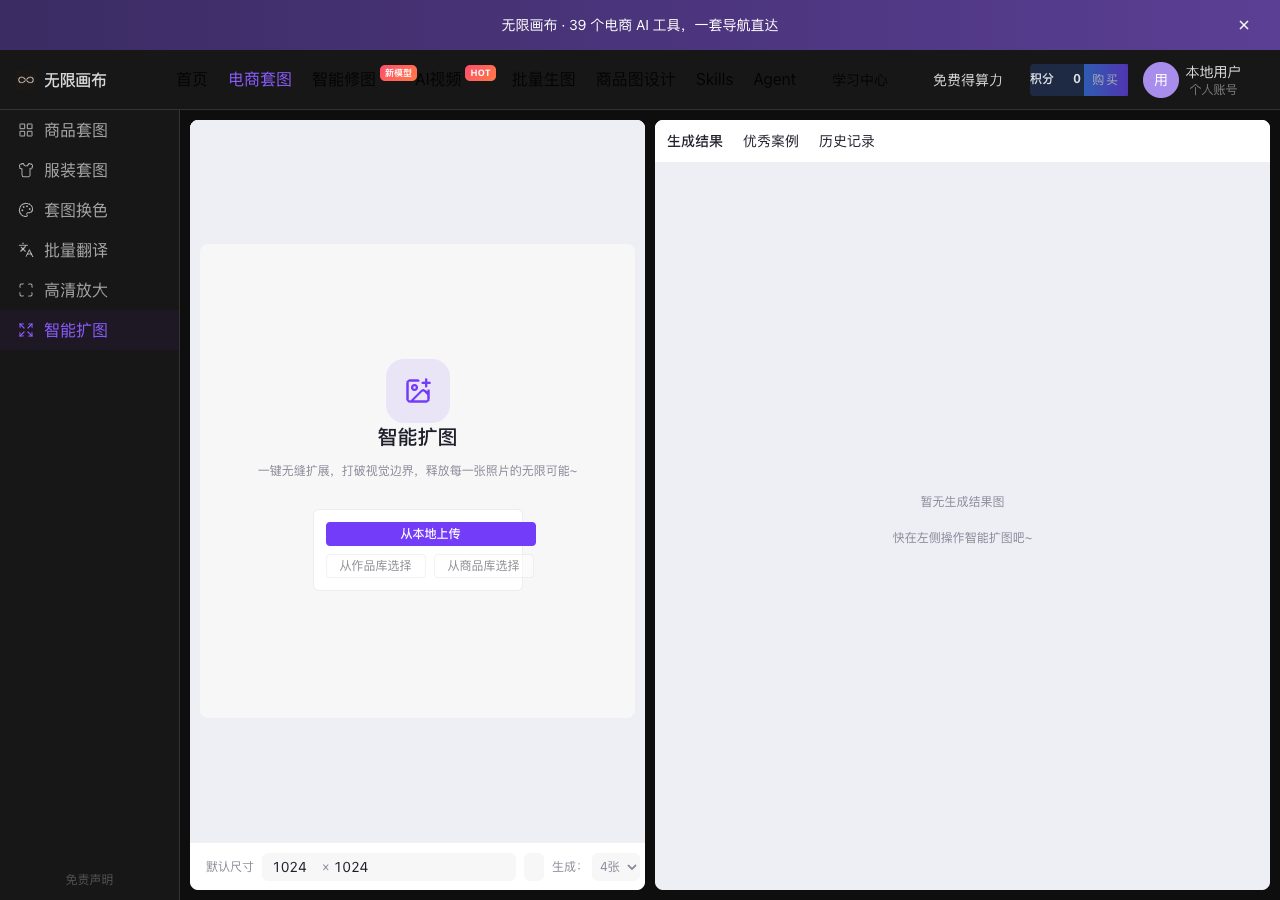 无限画布 · 39 个电商 AI 工具，一套导航直达 ×
无限画布 首页 电商套图 智能修图 新模型 AI视频 HOT 批量生图 商品图设计 Skills Agent 学习中心 免费得算力 积分 0 购买 用 本地用户
个人账号
商品套图
服装套图
套图换色
批量翻译
高清放大
智能扩图
免责声明
智能扩图
一键无缝扩展，打破视觉边界，释放每一张照片的无限可能~
从本地上传
从作品库选择 从商品库选择
默认尺寸 1024 × 1024 生成： 4张
生成结果 优秀案例 历史记录
暂无生成结果图
快在左侧操作智能扩图吧~